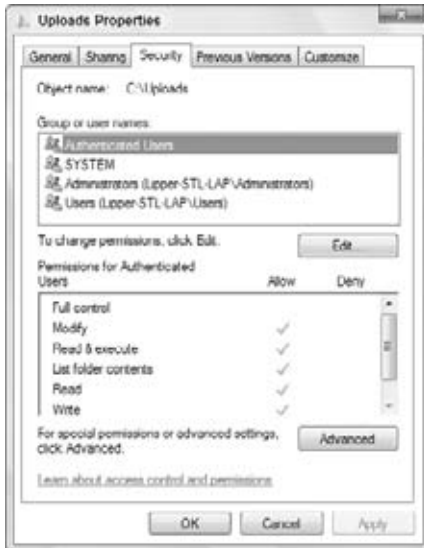 Uploads Properties
General Sharing Security Previous Versions Customize
Object name: C:\Uploads
Group or user names:
Authenticated Users
SYSTEM
Administrators (Lipper-STL-LAP\Administrators)
Users (Lipper-STL-LAP\Users)
To change permissions, click Edit.
Edit...
Permissions for Authenticated
Users Allow Deny
Full control
Modify
Read & execute
List folder contents
Read
Write
For special permissions or advanced settings,
click Advanced.
Advanced
Learn about access control and permissions
OK Cancel Apply